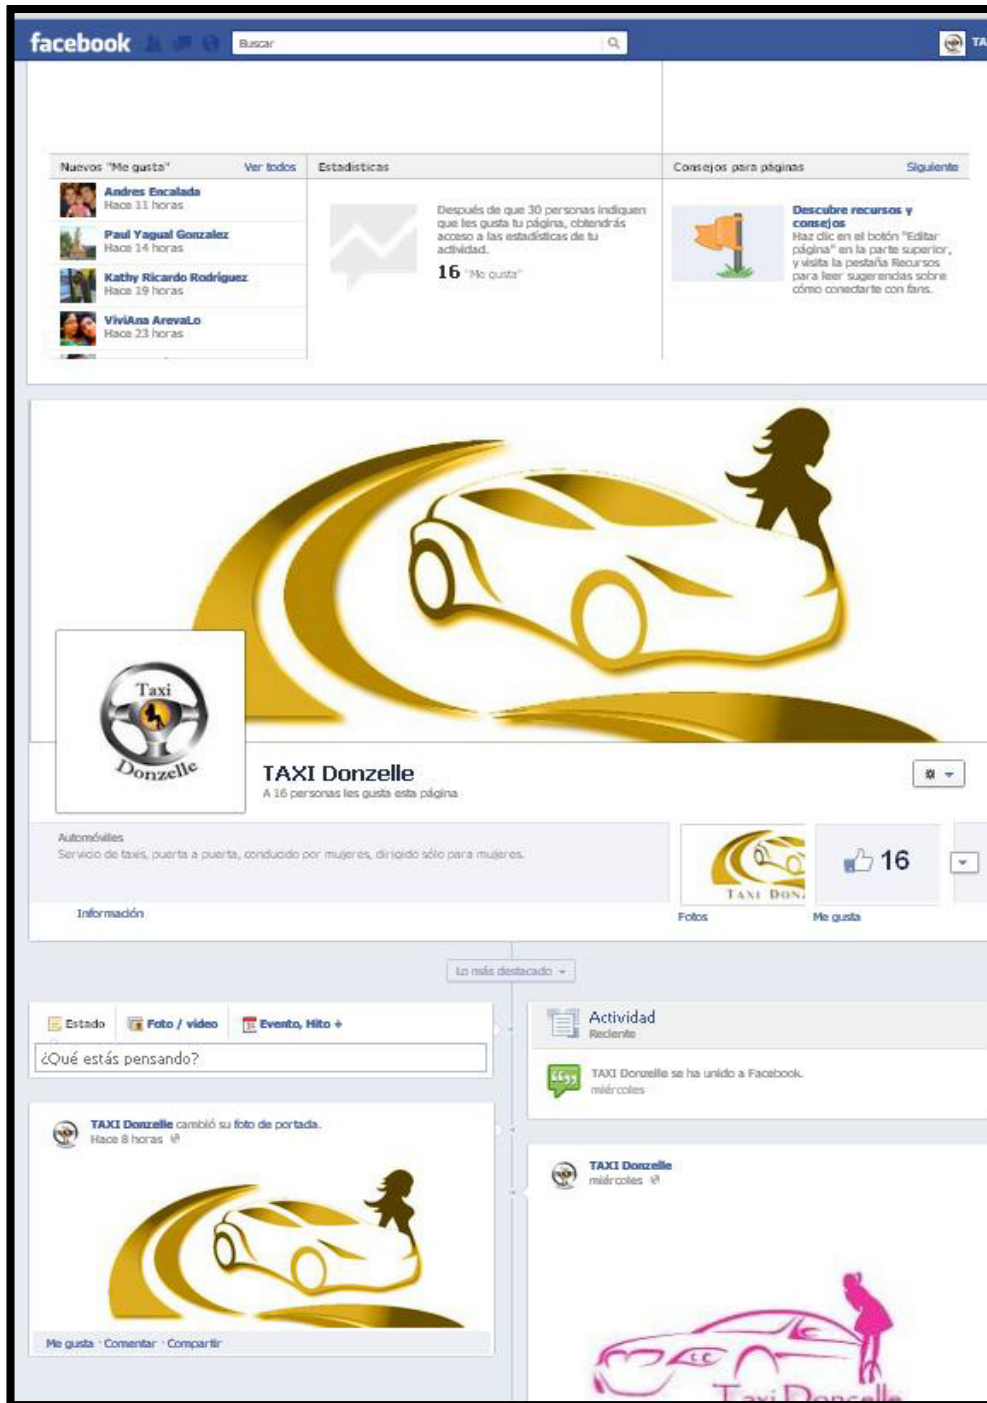 facebook
Buscar
TA
Nuevos "Me gusta"
Ver todos
Andres Encalada
Hace 11 horas
Paul Yagual Gonzalez
Hace 14 horas
Kathy Ricardo Rodríguez
Hace 19 horas
ViviAna ArevaLo
Hace 23 horas
Estadísticas
Después de que 30 personas indiquen
que les gusta tu página, obtendrás
acceso a las estadísticas de tu
actividad.
16 "Me gusta"
Consejos para páginas
Siguiente
Descubre recursos y
consejos
Haz clic en el botón "Editar
página" en la parte superior,
y visita la pestaña Recursos
para leer sugerencias sobre
cómo conectarte con fans.
Taxi
Donzelle
TAXI Donzelle
A 16 personas les gusta esta página
Automóviles
Servicio de taxis, puerta a puerta, conducido por mujeres, dirigido sólo para mujeres.
Información
TAXI DON
Fotos
16
Me gusta
Lo más destacado
Estado
Foto / vídeo
Evento, Hito +
¿Qué estás pensando?
TAXI Donzelle cambió su foto de portada.
Hace 8 horas
Me gusta · Comentar · Compartir
Actividad
Reciente
TAXI Donzelle se ha unido a Facebook.
miércoles
TAXI Donzelle
miércoles
Taxi Doncelle